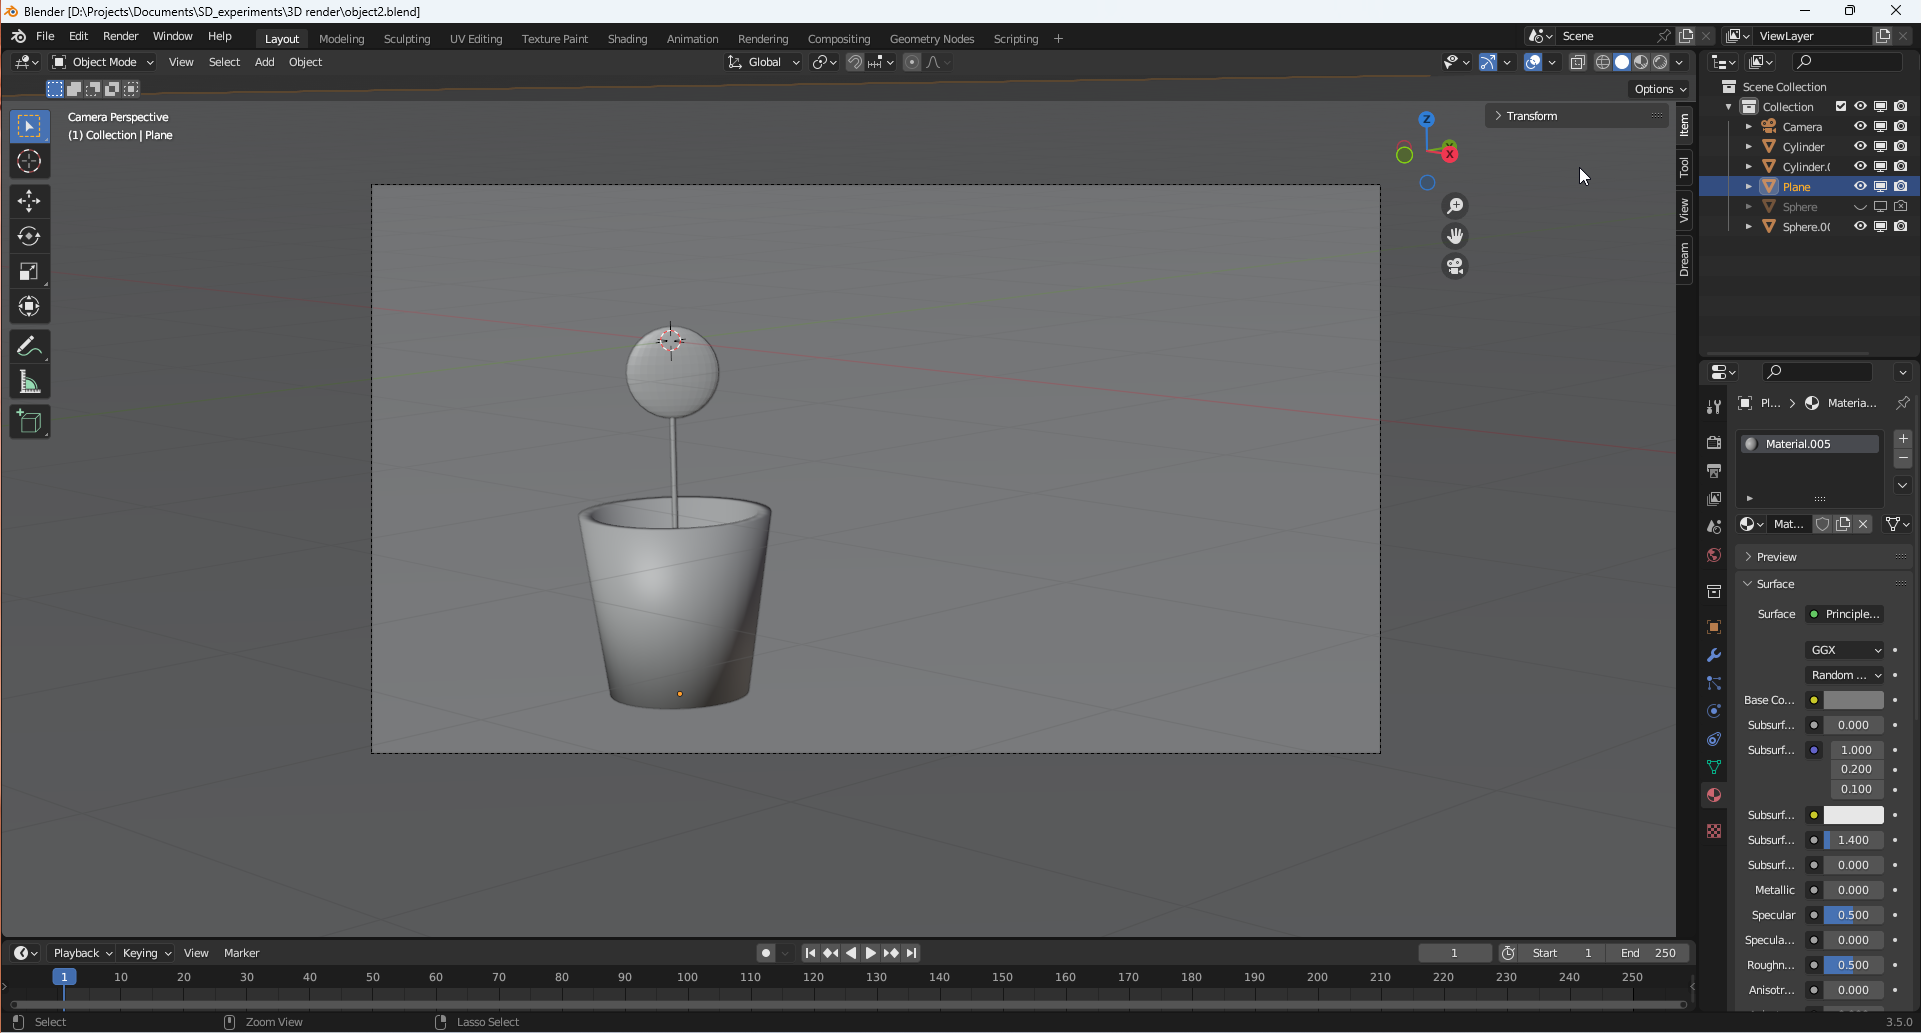 Blender [D:\Projects\Documents\SD_experiments\3D render\object2.blend]
File Edit Render Window Help Layout Modeling Sculpting UV Editing Texture Paint Shading Animation Rendering Compositing Geometry Nodes Scripting + Scene ViewLayer
Object Mode View Select Add Object Global
Options
Camera Perspective
(1) Collection | Plane
Transform
Z
X
Item
Tool
View
Dream
Scene Collection
Collection
Camera
Cylinder
Cylinder.(
Plane
Sphere
Sphere.0(
Pl... Materia...
Material.005
Mat...
Preview
Surface
Surface Principle...
GGX
Random ...
Base Co...
Subsurf... 0.000
Subsurf... 1.000
0.200
0.100
Subsurf...
Subsurf... 1.400
Subsurf... 0.000
Metallic 0.000
Specular 0.500
Specula... 0.000
Roughn... 0.500
Anisotr... 0.000
Playback Keying View Marker 1 Start 1 End 250
1 10 20 30 40 50 60 70 80 90 100 110 120 130 140 150 160 170 180 190 200 210 220 230 240 250
Select Zoom View Lasso Select 3.5.0